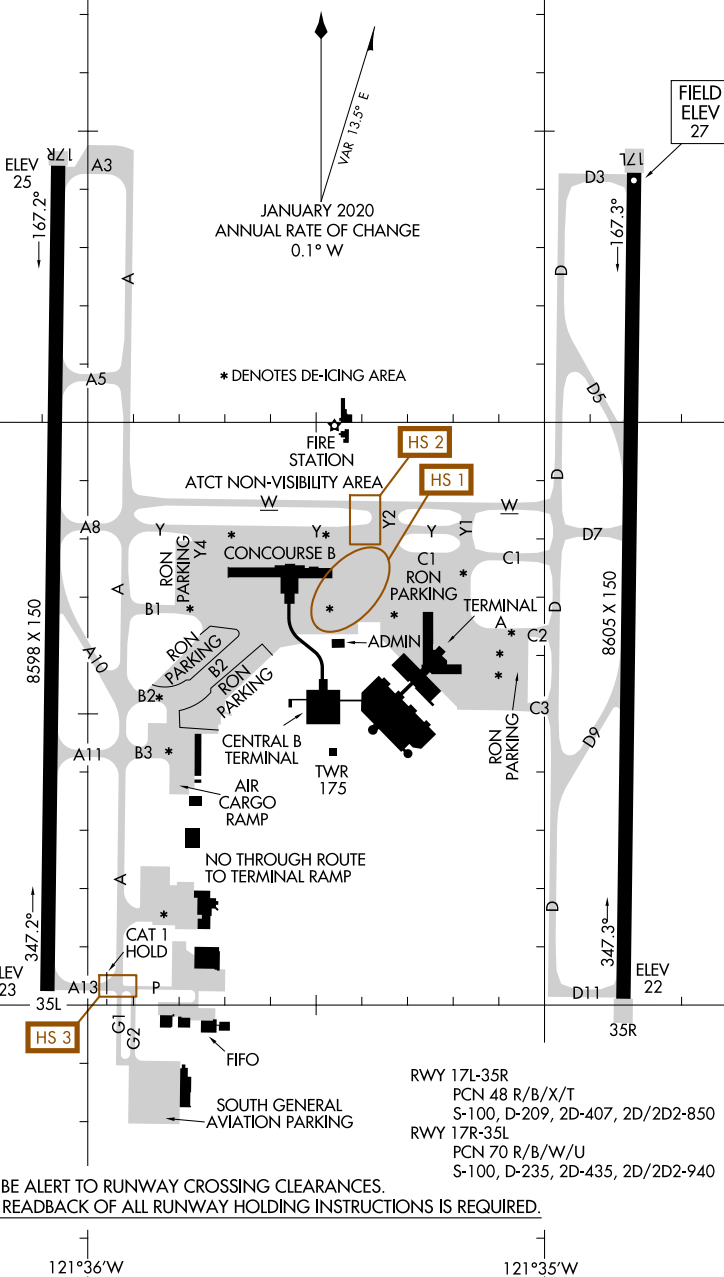 FIELD
ELEV
27
VAR 13.5° E
17R
A3
ELEV
25
17L
D3
167.2°
167.3°
JANUARY 2020
ANNUAL RATE OF CHANGE
0.1° W
A
D
A5
* DENOTES DE-ICING AREA
D5
FIRE
STATION
HS 2
ATCT NON-VISIBILITY AREA
HS 1
D
W
W
A8
Y
Y
Y2
Y
Y1
D7
RON
PARKING
Y4
CONCOURSE B
C1
C1
RON
PARKING
A
B1
TERMINAL
A
D
C2
8598 X 150
8605 X 150
A10
RON
PARKING
ADMIN
B2
RON
PARKING
B2
RON
PARKING
C3
CENTRAL B
TERMINAL
D9
A11
B3
TWR
175
AIR
CARGO
RAMP
NO THROUGH ROUTE
TO TERMINAL RAMP
A
D
347.2°
347.3°
CAT 1
HOLD
ELEV
23
A13
P
ELEV
22
D11
35L
35R
HS 3
G1
G2
FIFO
SOUTH GENERAL
AVIATION PARKING
RWY 17L-35R
PCN 48 R/B/X/T
S-100, D-209, 2D-407, 2D/2D2-850
RWY 17R-35L
PCN 70 R/B/W/U
S-100, D-235, 2D-435, 2D/2D2-940
BE ALERT TO RUNWAY CROSSING CLEARANCES.
READBACK OF ALL RUNWAY HOLDING INSTRUCTIONS IS REQUIRED.
121°36'W
121°35'W